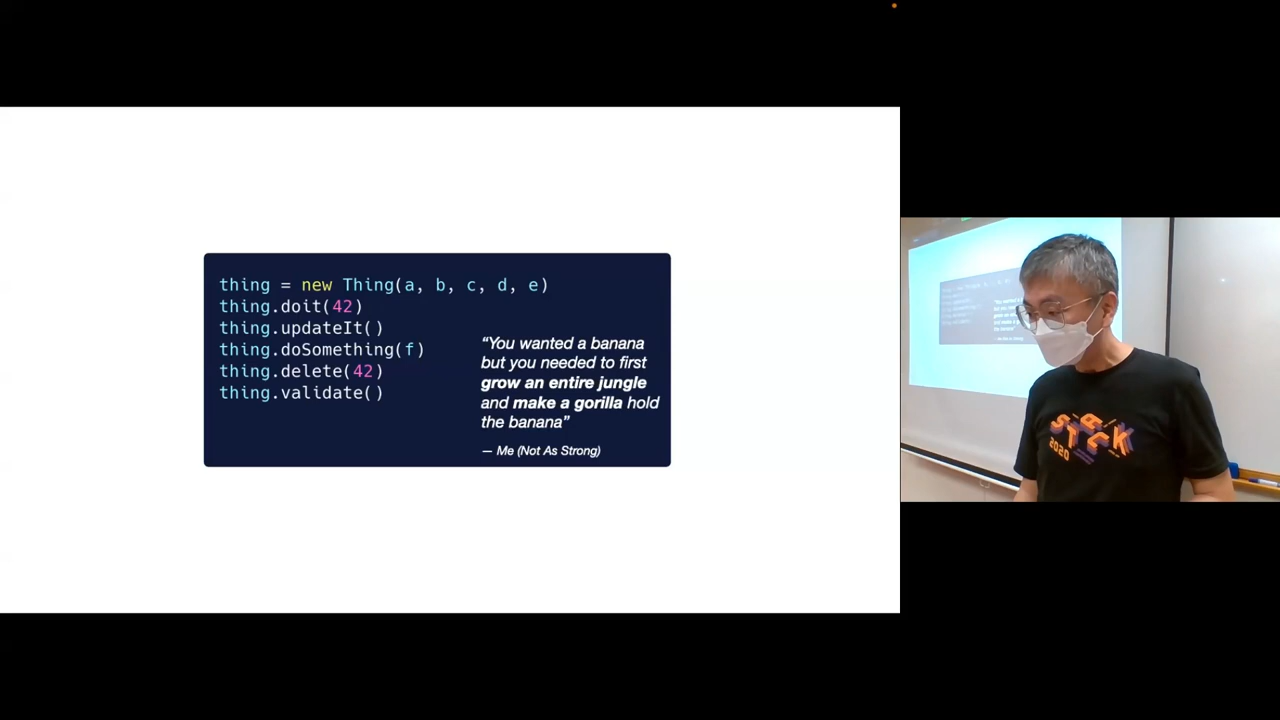 thing = new Thing(a, b, c, d, e)
thing.doit(42)
thing.updateIt()
thing.doSomething(f)
thing.delete(42)
thing.validate()
“You wanted a banana
but you needed to first
grow an entire jungle
and make a gorilla hold
the banana”
— Me (Not As Strong)
STACK
2020